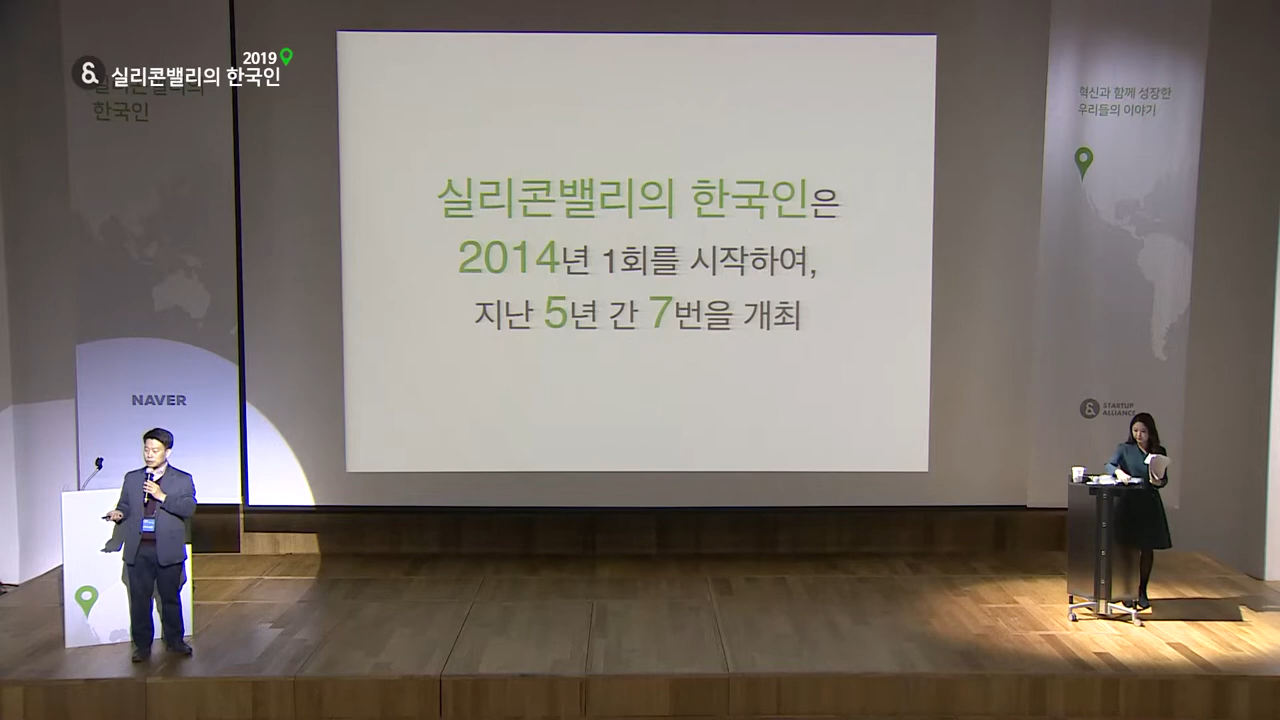 2019
실리콘밸리의 한국인
한국인
실리콘밸리의 한국인은
2014년 1회를 시작하여,
지난 5년 간 7번을 개최
혁신과 함께 성장한
우리들의 이야기
NAVER
STARTUP
ALLIANCE